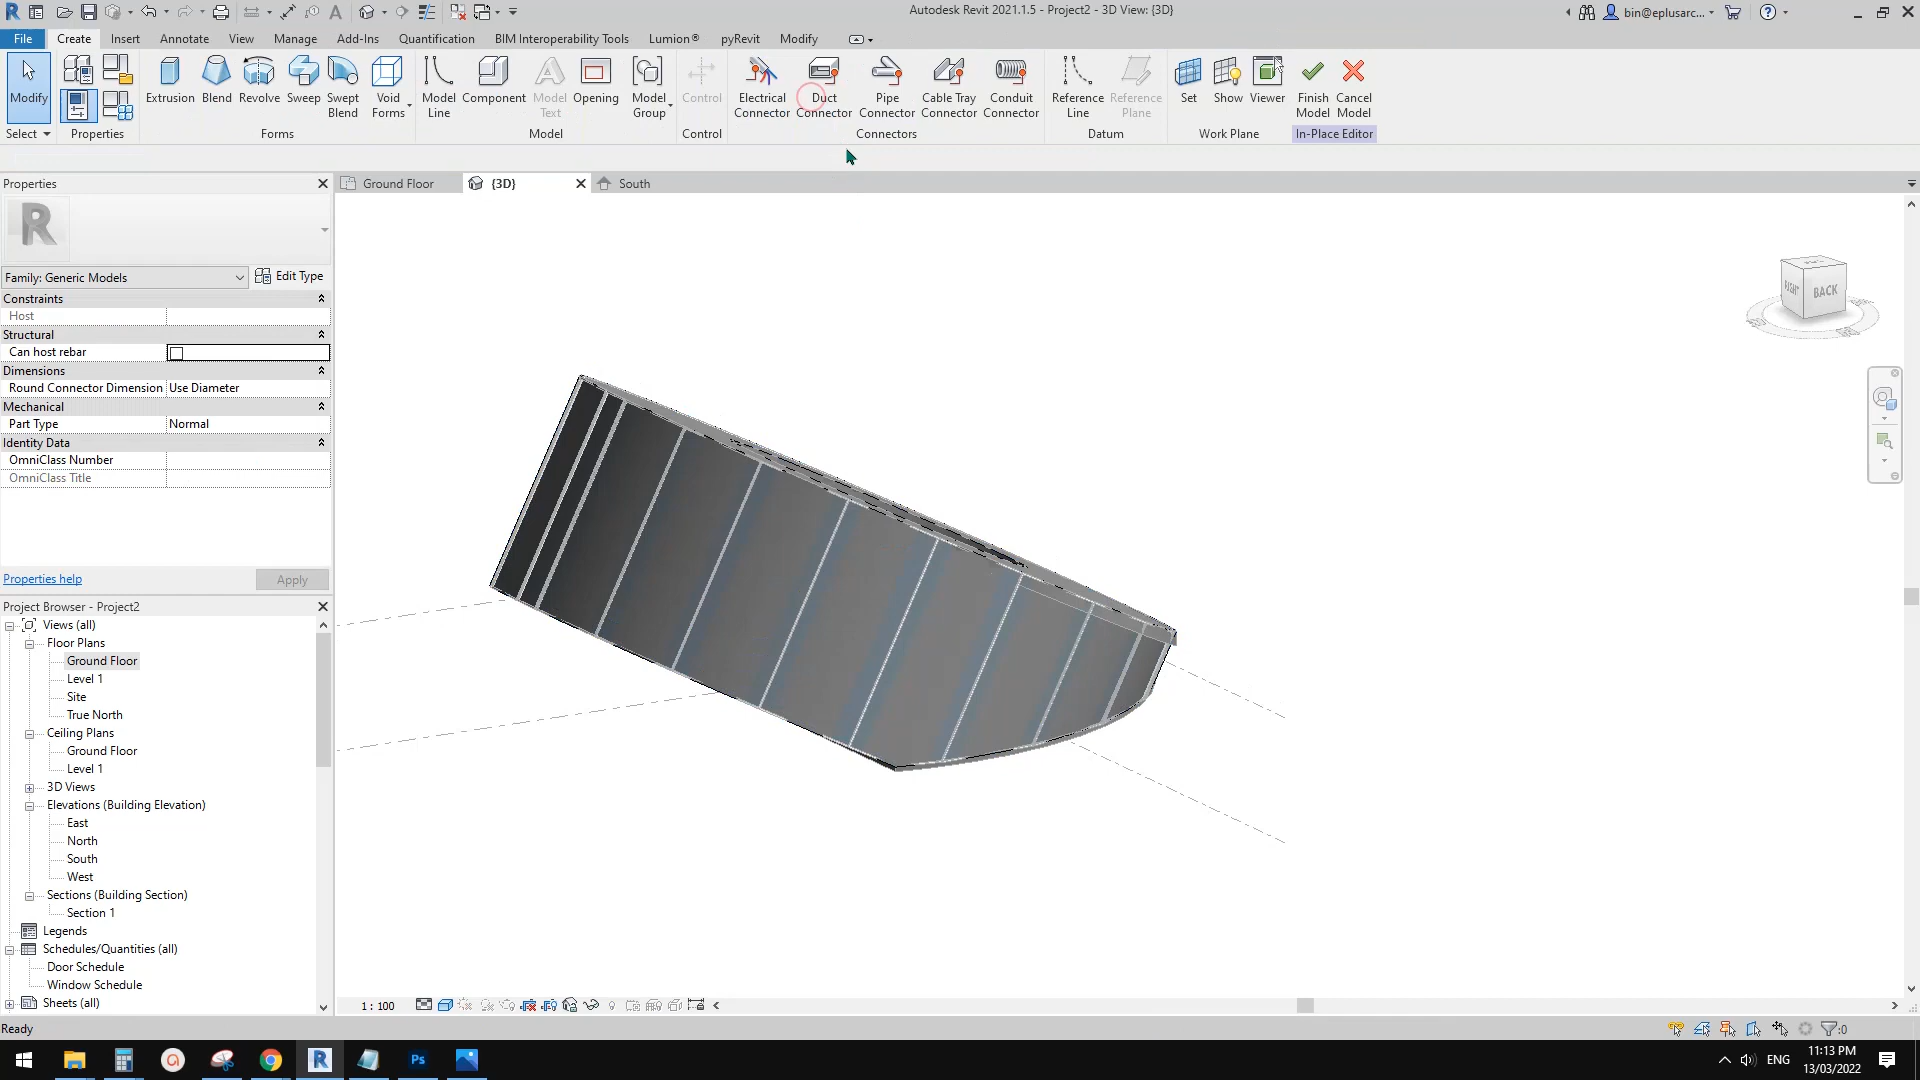 Autodesk Revit 2021.1.5 - Project2 - 3D View: {3D}
bin@eplusarc...
File Create Insert Annotate View Manage Add-Ins Quantification BIM Interoperability Tools Lumion® pyRevit Modify
Modify Extrusion Blend Revolve Sweep Swept Blend Void Forms Model Line Component Model Text Opening Model Group Control Electrical Connector Duct Connector Pipe Connector Cable Tray Connector Conduit Connector Reference Line Reference Plane Set Show Viewer Finish Model Cancel Model
Select Properties Forms Model Control Connectors Datum Work Plane In-Place Editor
Properties
Ground Floor {3D} South
Family: Generic Models Edit Type
Constraints
Host
Structural
Can host rebar
Dimensions
Round Connector Dimension Use Diameter
Mechanical
Part Type Normal
Identity Data
OmniClass Number
OmniClass Title
Properties help Apply
Project Browser - Project2
Views (all)
Floor Plans
Ground Floor
Level 1
Site
True North
Ceiling Plans
Ground Floor
Level 1
3D Views
Elevations (Building Elevation)
East
North
South
West
Sections (Building Section)
Section 1
Legends
Schedules/Quantities (all)
Door Schedule
Window Schedule
Sheets (all)
RIGHT BACK
1 : 100
Ready
:0
ENG
11:13 PM
13/03/2022